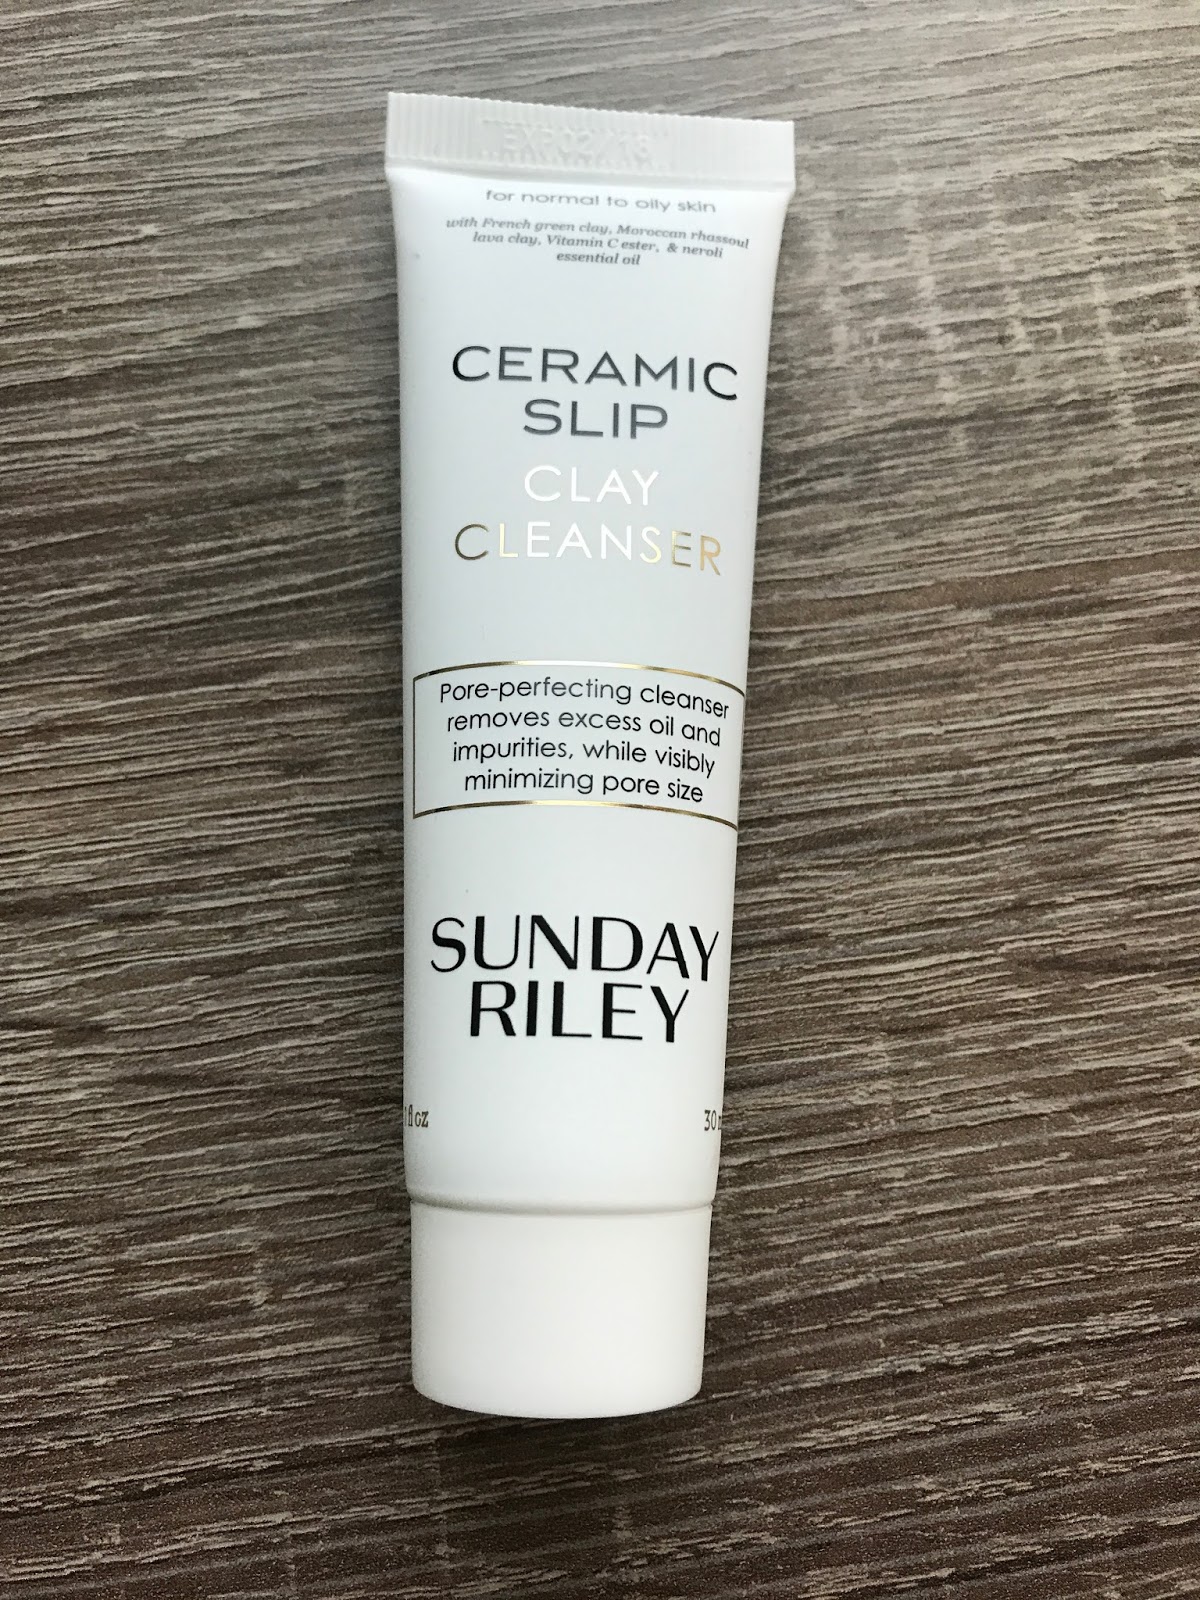 EXP02/18
for normal to oily skin
with French green clay, Moroccan rhassoul
lava clay, Vitamin C ester, & neroli
essential oil
CERAMIC
SLIP
CLAY
CLEANSER
Pore-perfecting cleanser
removes excess oil and
impurities, while visibly
minimizing pore size
SUNDAY
RILEY
fl oz
30